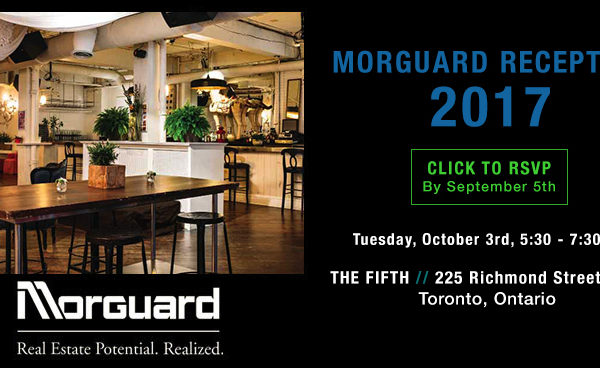 MORGUARD RECEPT
2017
CLICK TO RSVP
By September 5th
Tuesday, October 3rd, 5:30 - 7:30
THE FIFTH // 225 Richmond Street
Toronto, Ontario
Morguard
Real Estate Potential. Realized.